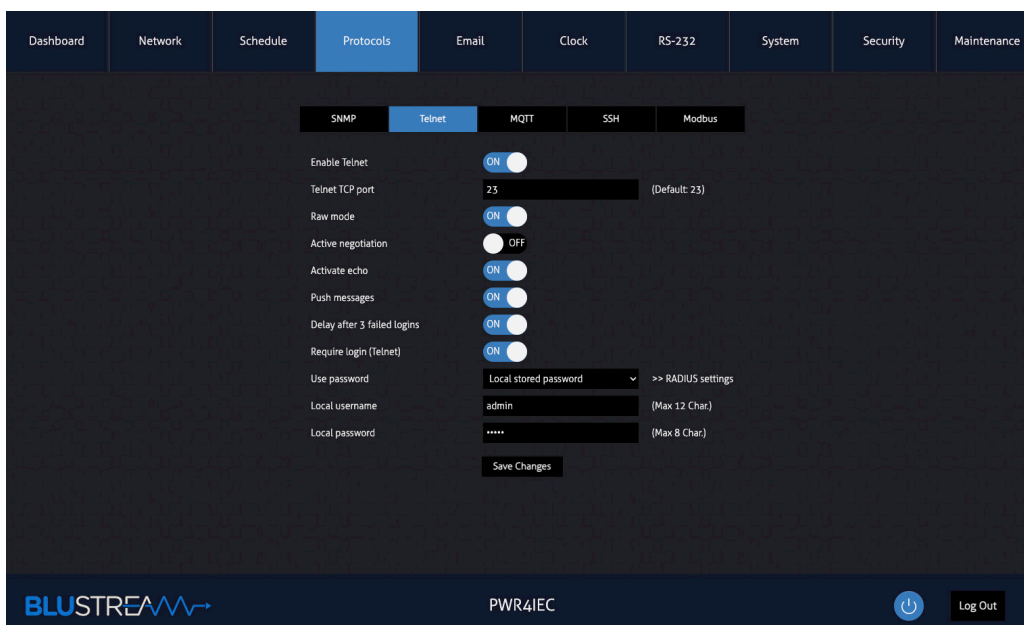 Dashboard Network Schedule Protocols Email Clock RS-232 System Security Maintenance
SNMP Telnet MQTT SSH Modbus
Enable Telnet ON
Telnet TCP port 23 (Default: 23)
Raw mode ON
Active negotiation OFF
Activate echo ON
Push messages ON
Delay after 3 failed logins ON
Require login (Telnet) ON
Use password Local stored password >> RADIUS settings
Local username admin (Max 12 Char.)
Local password ••••• (Max 8 Char.)
Save Changes
BLUSTREAM PWR4IEC Log Out